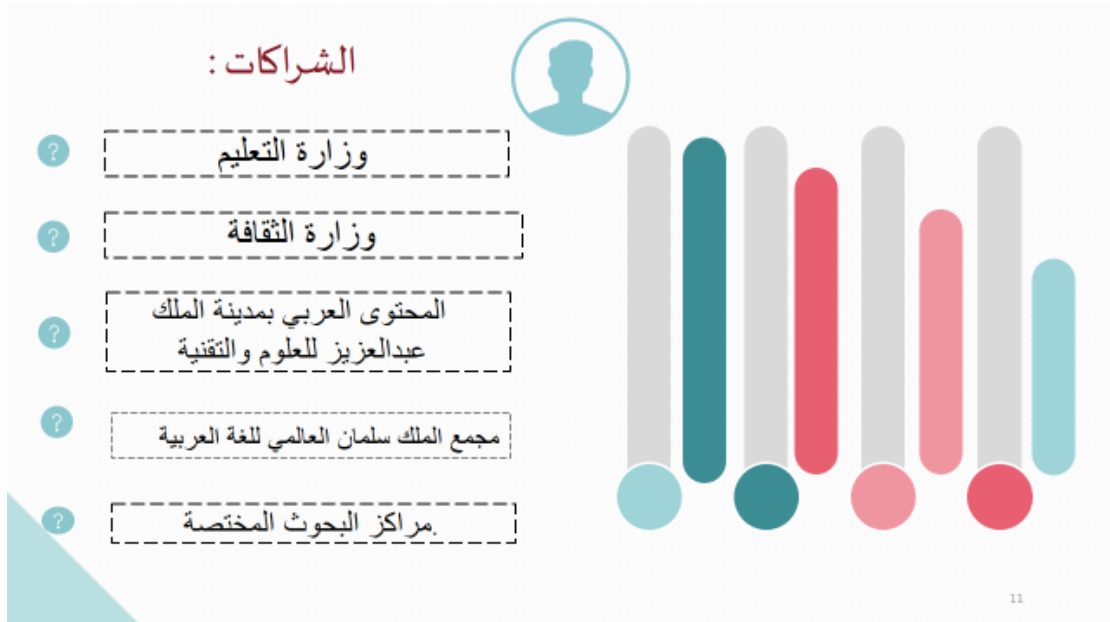 الشراكات :
?
وزارة التعليم
?
وزارة الثقافة
?
المحتوى العربي بمدينة الملك
عبدالعزيز للعلوم والتقنية
?
مجمع الملك سلمان العالمي للغة العربية
?
مراكز البحوث المختصة.
11